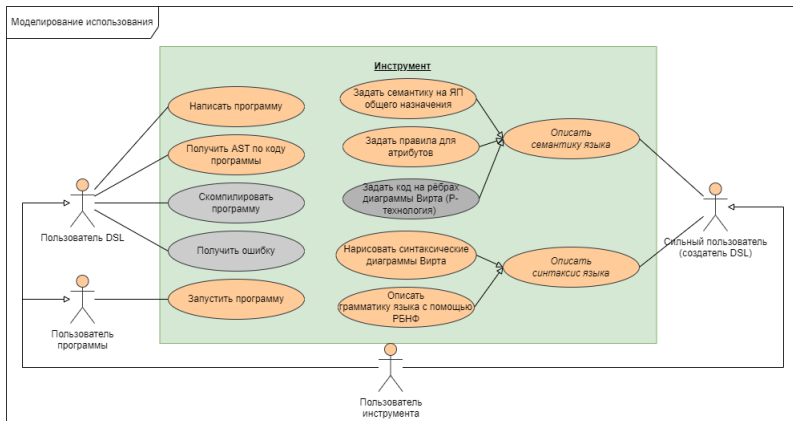 Моделирование использования
Инструмент
Написать программу
Получить AST по коду
программы
Скомпилировать
программу
Получить ошибку
Запустить программу
Задать семантику на ЯП
общего назначения
Задать правила для
атрибутов
Задать код на рёбрах
диаграммы Вирта (Р-
технология)
Нарисовать синтаксические
диаграммы Вирта
Описать
грамматику языка с помощью
РБНФ
Описать
семантику языка
Описать
синтаксис языка
Пользователь DSL
Пользователь
программы
Сильный пользователь
(создатель DSL)
Пользователь
инструмента